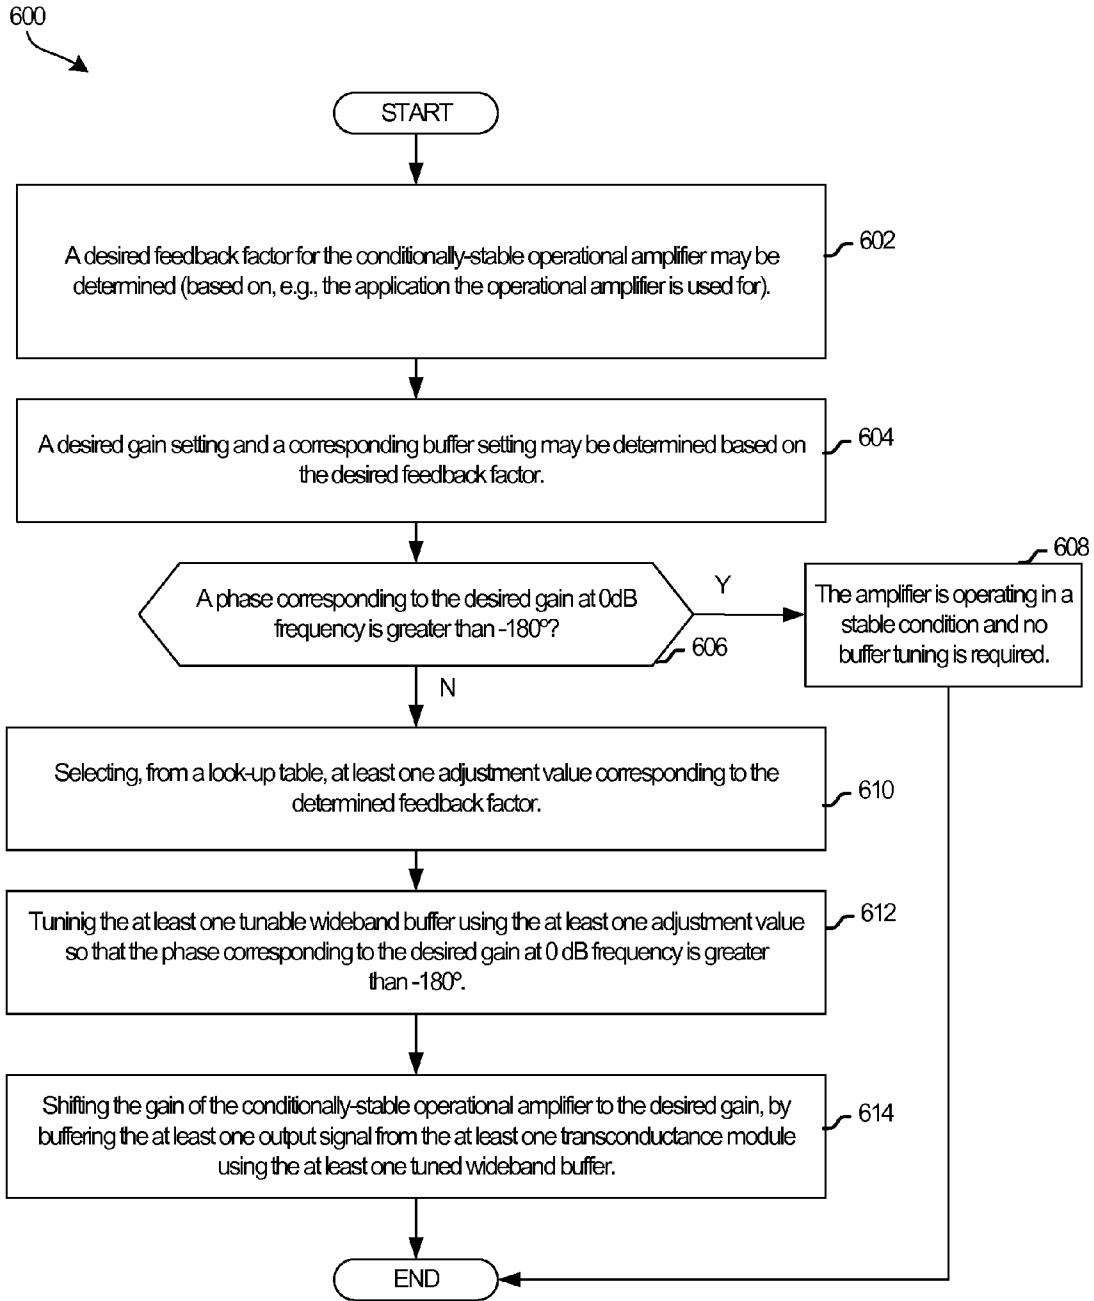 600
START
A desired feedback factor for the conditionally-stable operational amplifier may be
determined (based on, e.g., the application the operational amplifier is used for).
602
A desired gain setting and a corresponding buffer setting may be determined based on
the desired feedback factor.
604
A phase corresponding to the desired gain at 0dB
frequency is greater than -180°?
606
Y
608
The amplifier is operating in a
stable condition and no
buffer tuning is required.
N
Selecting, from a look-up table, at least one adjustment value corresponding to the
determined feedback factor.
610
Tuninig the at least one tunable wideband buffer using the at least one adjustment value
so that the phase corresponding to the desired gain at 0 dB frequency is greater
than -180°.
612
Shifting the gain of the conditionally-stable operational amplifier to the desired gain, by
buffering the at least one output signal from the at least one transconductance module
using the at least one tuned wideband buffer.
614
END